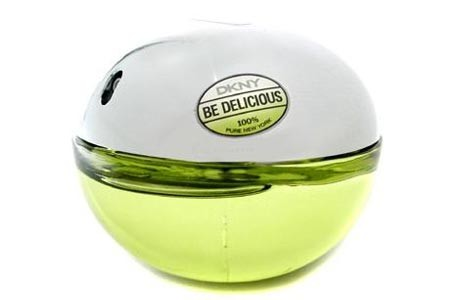 DKNY
BE DELICIOUS
100%
PURE NEW YORK